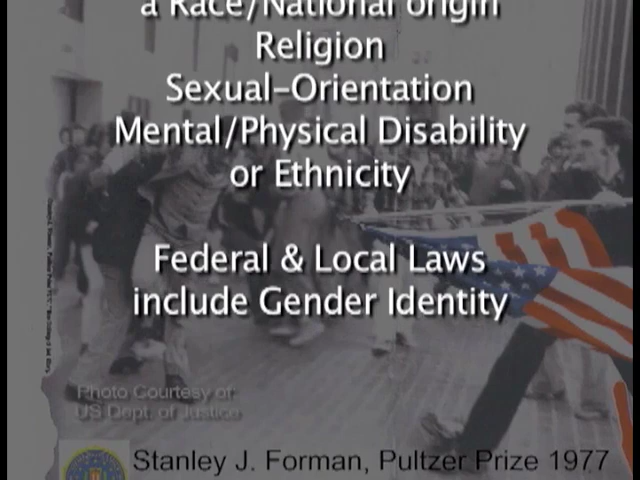 a Race/National origin
Religion
Sexual-Orientation
Mental/Physical Disability
or Ethnicity
Federal & Local Laws
include Gender Identity
Photo Courtesy of:
US Dept. of Justice
Stanley J. Forman, Pultzer Prize 1977